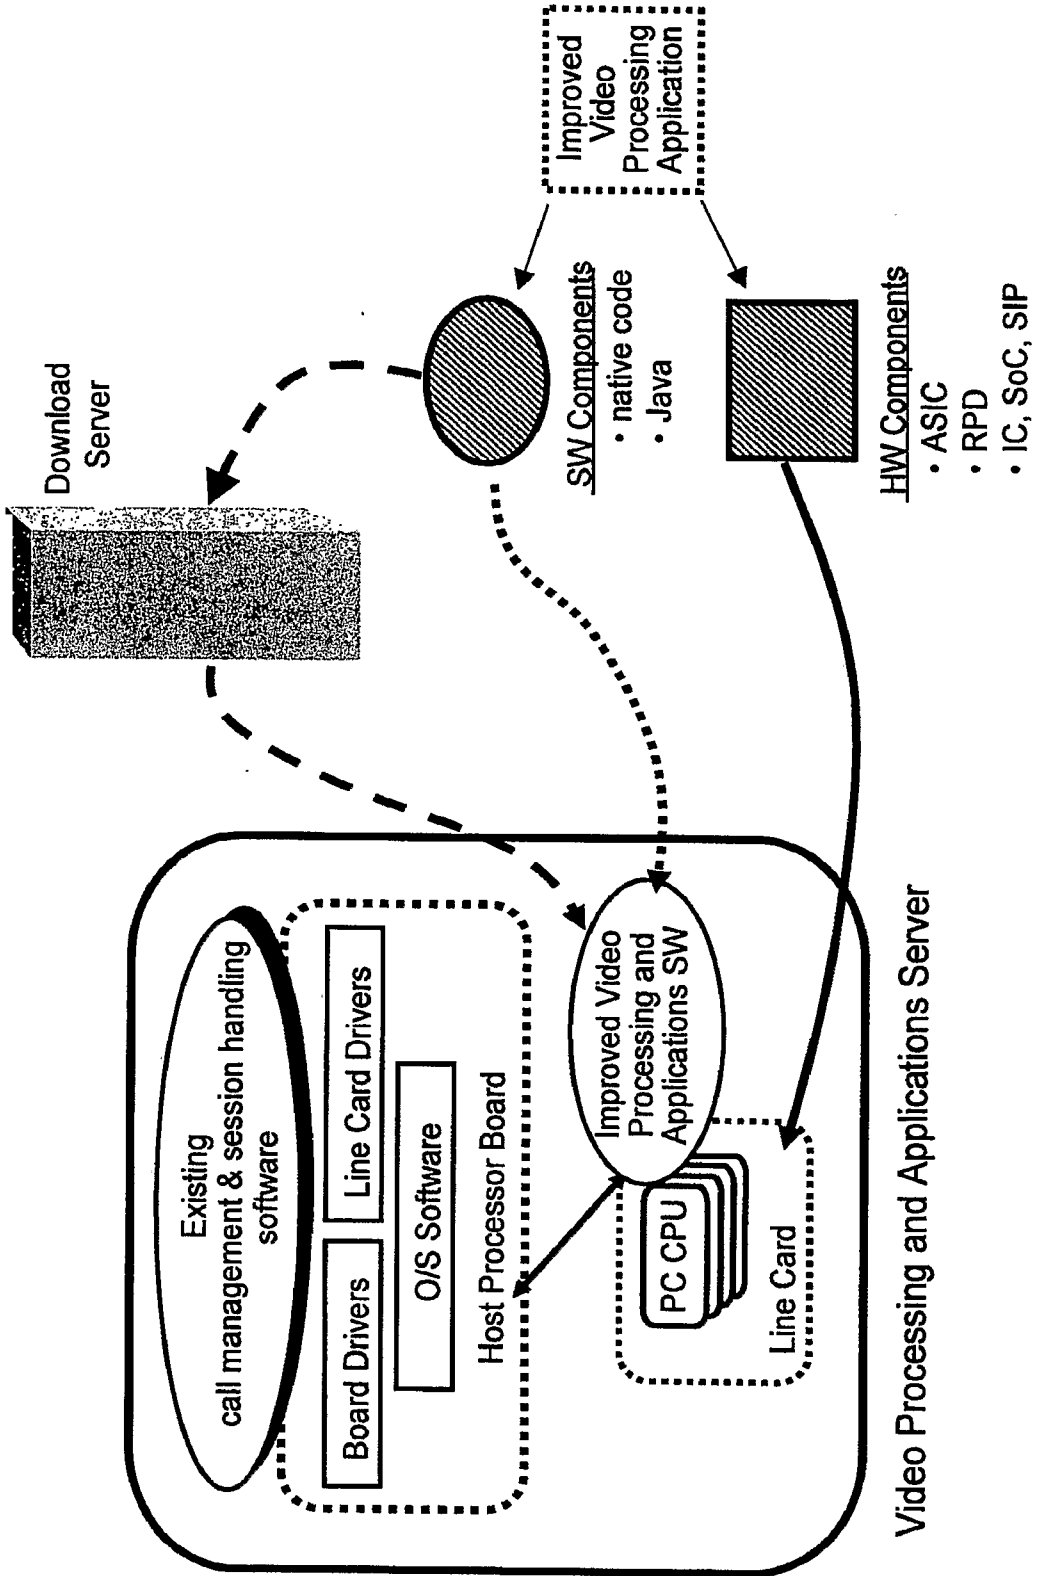 Existing
call management & session handling
software
Board Drivers
Line Card Drivers
O/S Software
Host Processor Board
PC CPU
Line Card
Improved Video
Processing and
Applications SW
Video Processing and Applications Server
Download
Server
SW Components
• native code
• Java
HW Components
• ASIC
• RPD
• IC, SoC, SIP
Improved
Video
Processing
Application